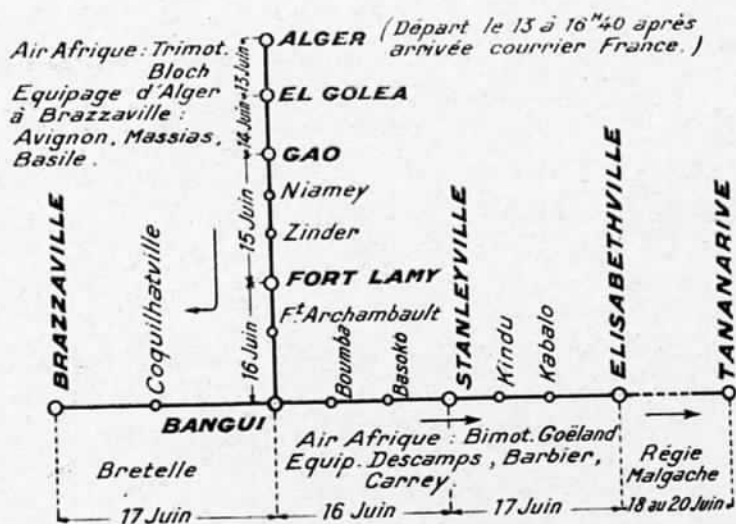 ALGER (Départ le 13 à 16ᴴ40 après
arrivée courrier France.)
Air Afrique : Trimot.
Bloch
Equipage d'Alger
à Brazzaville :
Avignon, Massias,
Basile.
13 Juin
EL GOLEA
14 Juin
GAO
Niamey
15 Juin
Zinder
FORT LAMY
Fᵗ Archambault
16 Juin
BRAZZAVILLE
Coquilhatville
BANGUI
Boumba
Basoko
STANLEYVILLE
Kindu
Kabalo
ELISABETHVILLE
TANANARIVE
Bretelle
Air Afrique : Bimot. Goëland
Equip. Descamps, Barbier,
Carrey.
Régie
Malgache
17 Juin
16 Juin
17 Juin
18 au 20 Juin